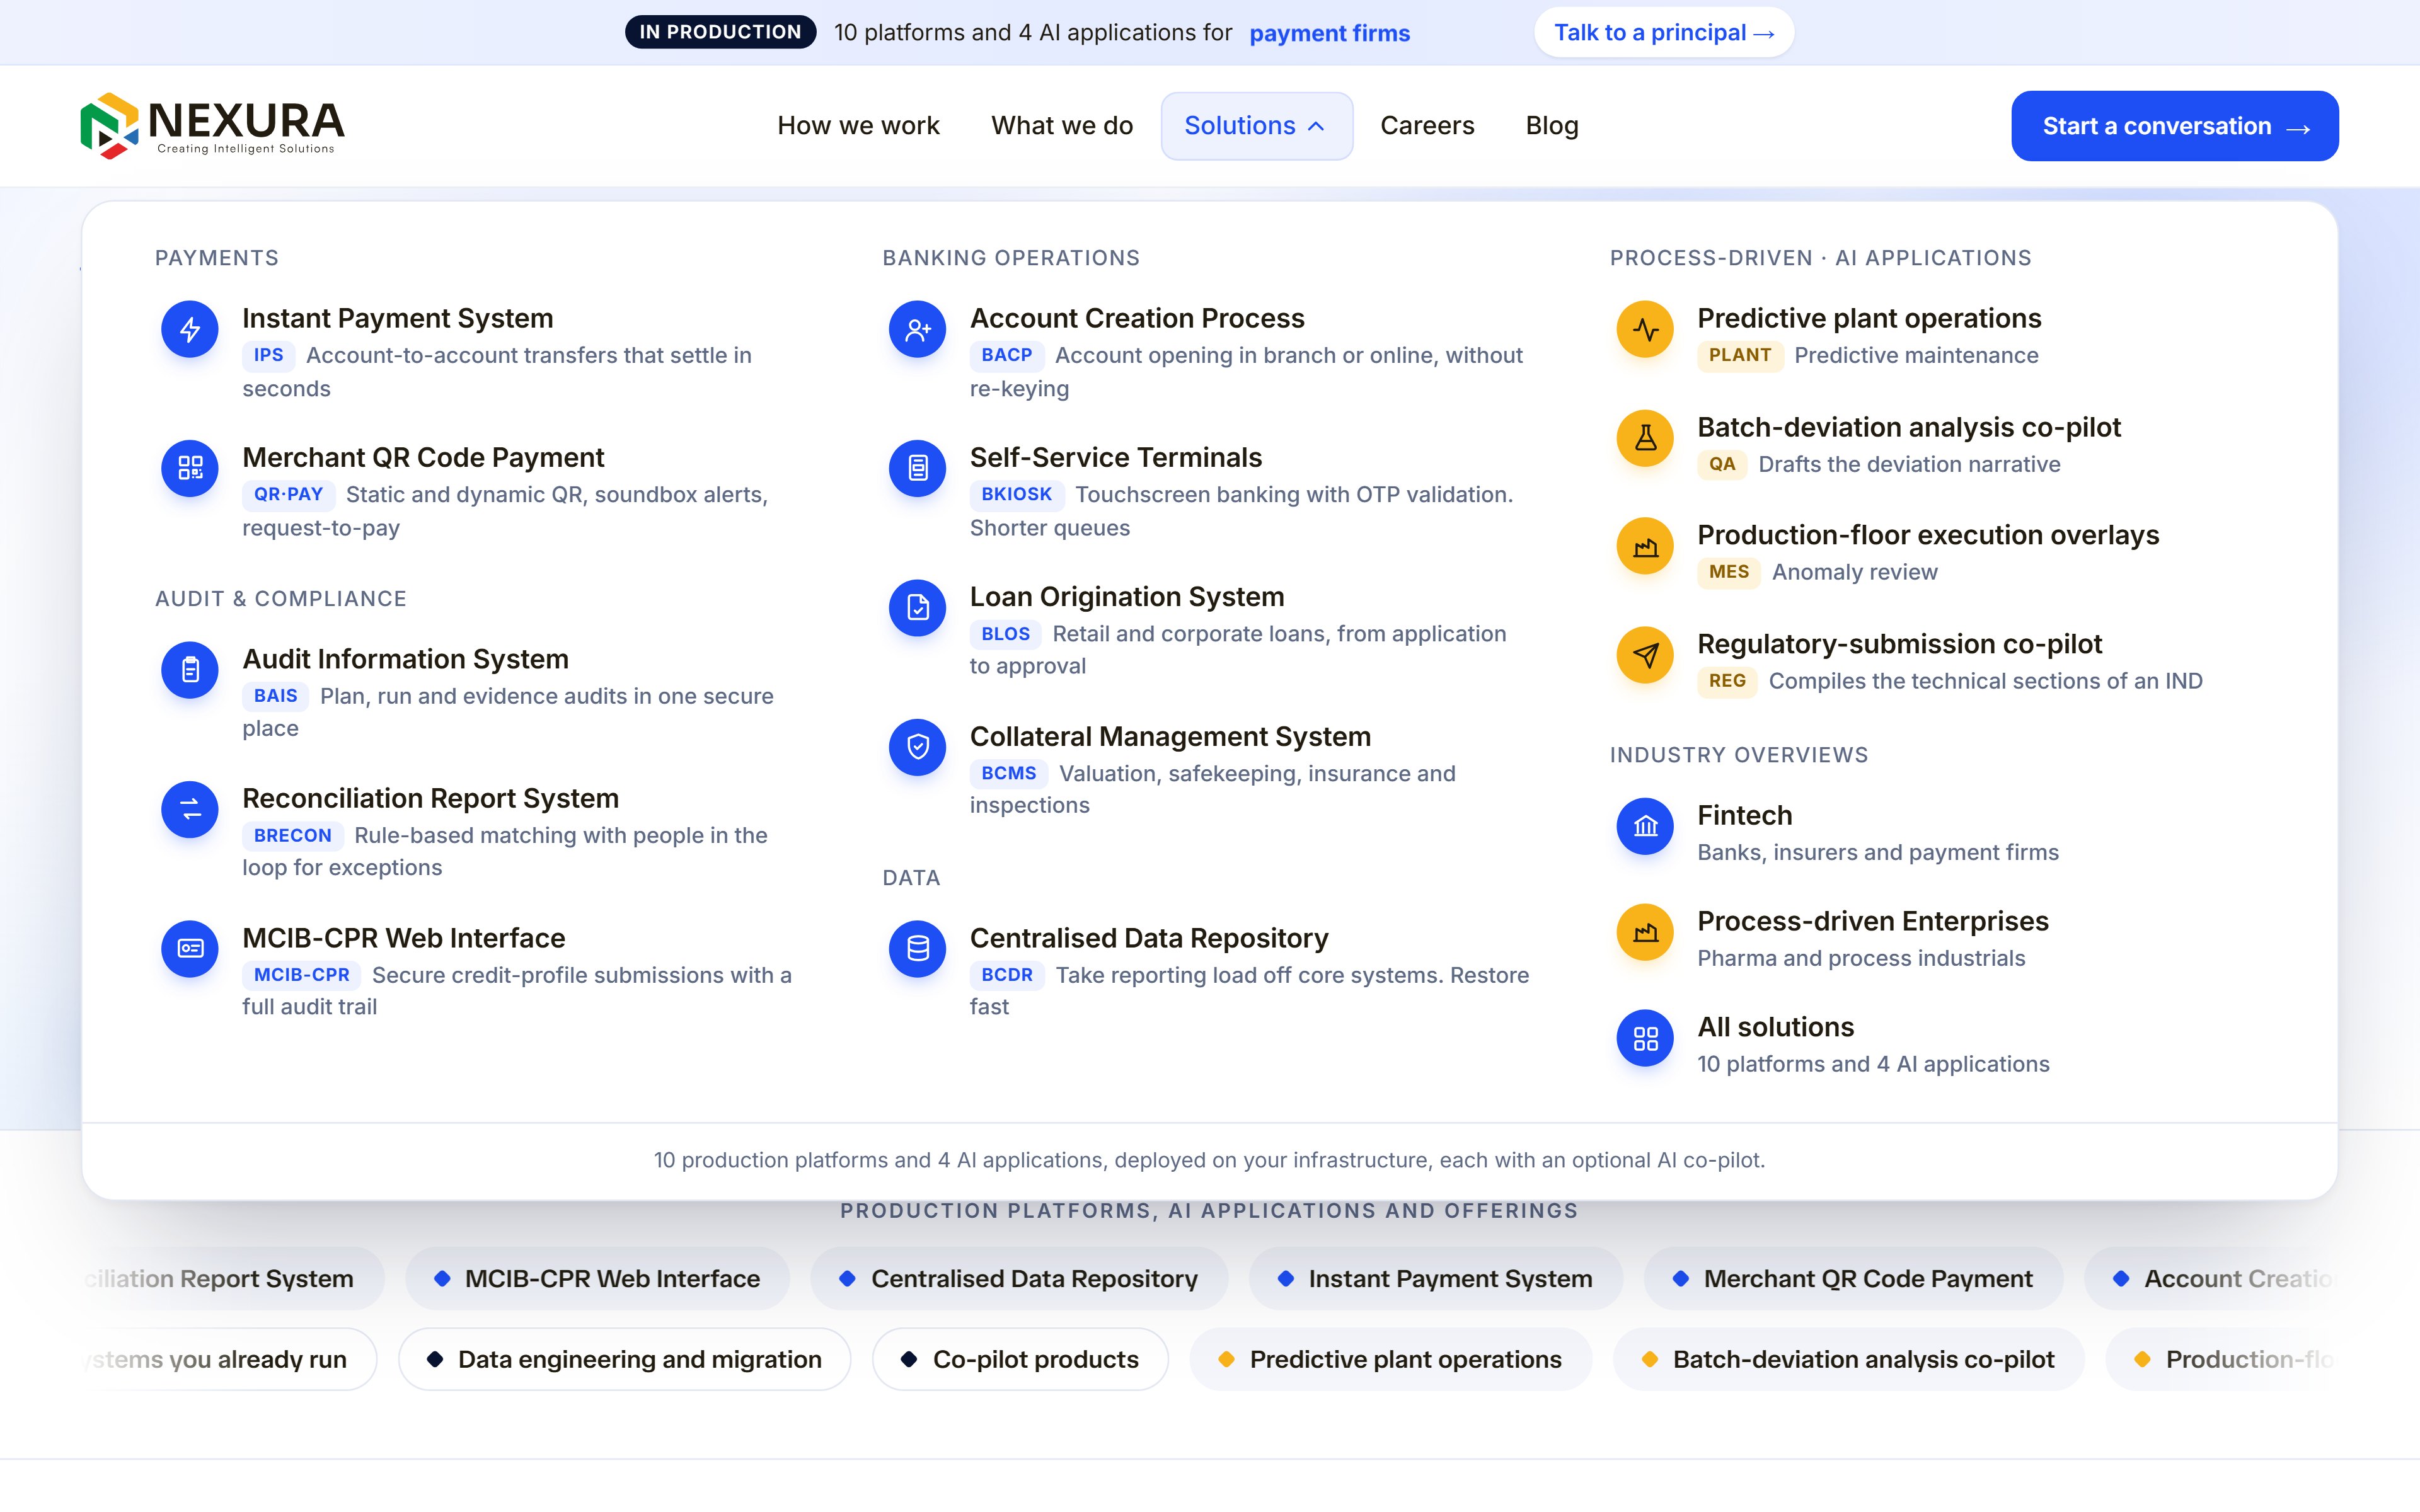 IN PRODUCTION 10 platforms and 4 AI applications for payment firms Talk to a principal →
NEXURA
Creating Intelligent Solutions
How we work What we do Solutions Careers Blog
Start a conversation →
PAYMENTS
Instant Payment System
IPS Account-to-account transfers that settle in
seconds
Merchant QR Code Payment
QR·PAY Static and dynamic QR, soundbox alerts,
request-to-pay
AUDIT & COMPLIANCE
Audit Information System
BAIS Plan, run and evidence audits in one secure
place
Reconciliation Report System
BRECON Rule-based matching with people in the
loop for exceptions
MCIB-CPR Web Interface
MCIB-CPR Secure credit-profile submissions with a
full audit trail
BANKING OPERATIONS
Account Creation Process
BACP Account opening in branch or online, without
re-keying
Self-Service Terminals
BKIOSK Touchscreen banking with OTP validation.
Shorter queues
Loan Origination System
BLOS Retail and corporate loans, from application
to approval
Collateral Management System
BCMS Valuation, safekeeping, insurance and
inspections
DATA
Centralised Data Repository
BCDR Take reporting load off core systems. Restore
fast
PROCESS-DRIVEN · AI APPLICATIONS
Predictive plant operations
PLANT Predictive maintenance
Batch-deviation analysis co-pilot
QA Drafts the deviation narrative
Production-floor execution overlays
MES Anomaly review
Regulatory-submission co-pilot
REG Compiles the technical sections of an IND
INDUSTRY OVERVIEWS
Fintech
Banks, insurers and payment firms
Process-driven Enterprises
Pharma and process industrials
All solutions
10 platforms and 4 AI applications
10 production platforms and 4 AI applications, deployed on your infrastructure, each with an optional AI co-pilot.
PRODUCTION PLATFORMS, AI APPLICATIONS AND OFFERINGS
ciliation Report System MCIB-CPR Web Interface Centralised Data Repository Instant Payment System Merchant QR Code Payment Account Creatio
ystems you already run Data engineering and migration Co-pilot products Predictive plant operations Batch-deviation analysis co-pilot Production-flo